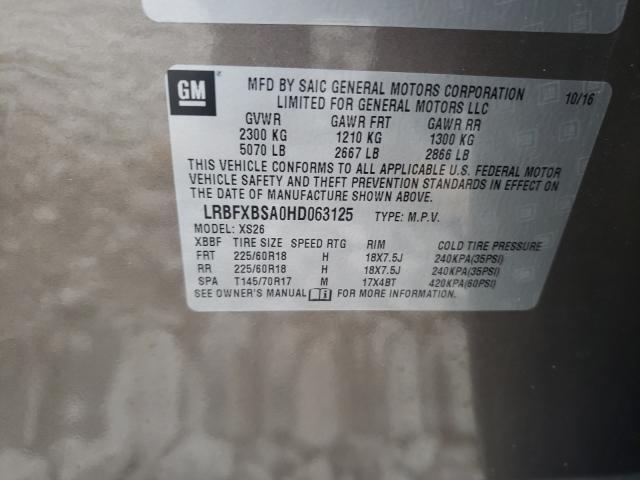 GM
MFD BY SAIC GENERAL MOTORS CORPORATION 10/16
LIMITED FOR GENERAL MOTORS LLC
GVWR GAWR FRT GAWR RR
2300 KG 1210 KG 1300 KG
5070 LB 2667 LB 2866 LB
THIS VEHICLE CONFORMS TO ALL APPLICABLE U.S. FEDERAL MOTOR
VEHICLE SAFETY AND THEFT PREVENTION STANDARDS IN EFFECT ON
THE DATE OF MANUFACTURE SHOWN ABOVE.
LRBFXBSA0HD063125 TYPE: M.P.V.
MODEL: XS26
XBBF TIRE SIZE SPEED RTG RIM COLD TIRE PRESSURE
FRT 225/60R18 H 18X7.5J 240KPA(35PSI)
RR 225/60R18 H 18X7.5J 240KPA(35PSI)
SPA T145/70R17 M 17X4BT 420KPA(60PSI)
SEE OWNER'S MANUAL FOR MORE INFORMATION.